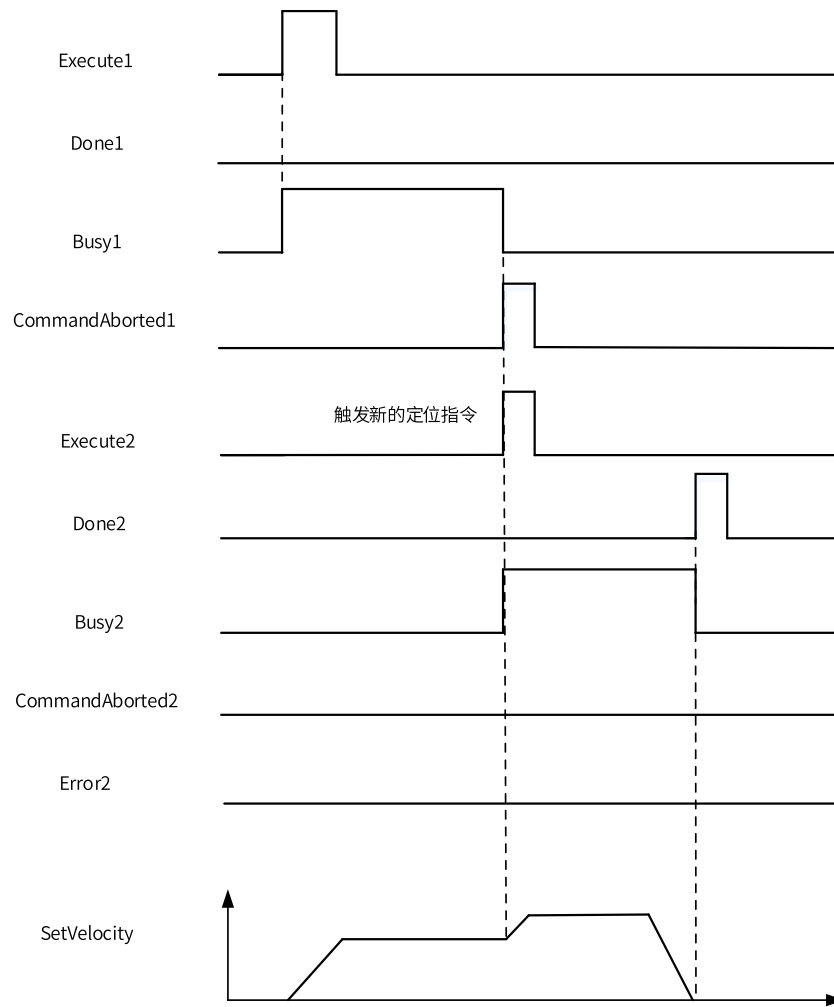 Execute1
Done1
Busy1
CommandAborted1
触发新的定位指令
Execute2
Done2
Busy2
CommandAborted2
Error2
SetVelocity